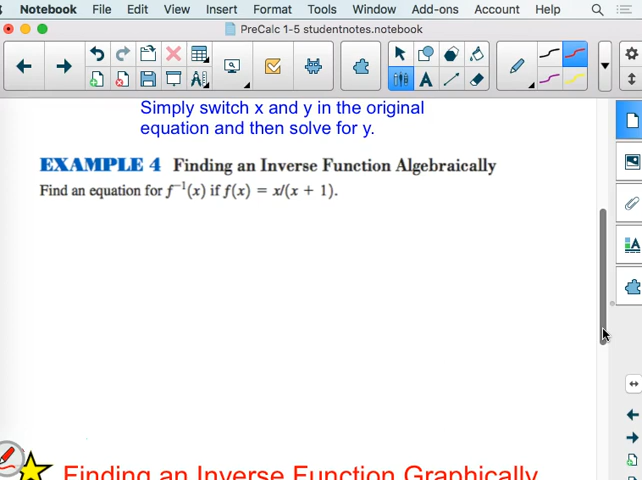 Notebook File Edit View Insert Format Tools Window Add-ons Account Help
PreCalc 1-5 studentnotes.notebook
A
A
Simply switch x and y in the original
equation and then solve for y.
EXAMPLE 4 Finding an Inverse Function Algebraically
Find an equation for f⁻¹(x) if f(x) = x/(x + 1).
Finding an Inverse Function Graphically